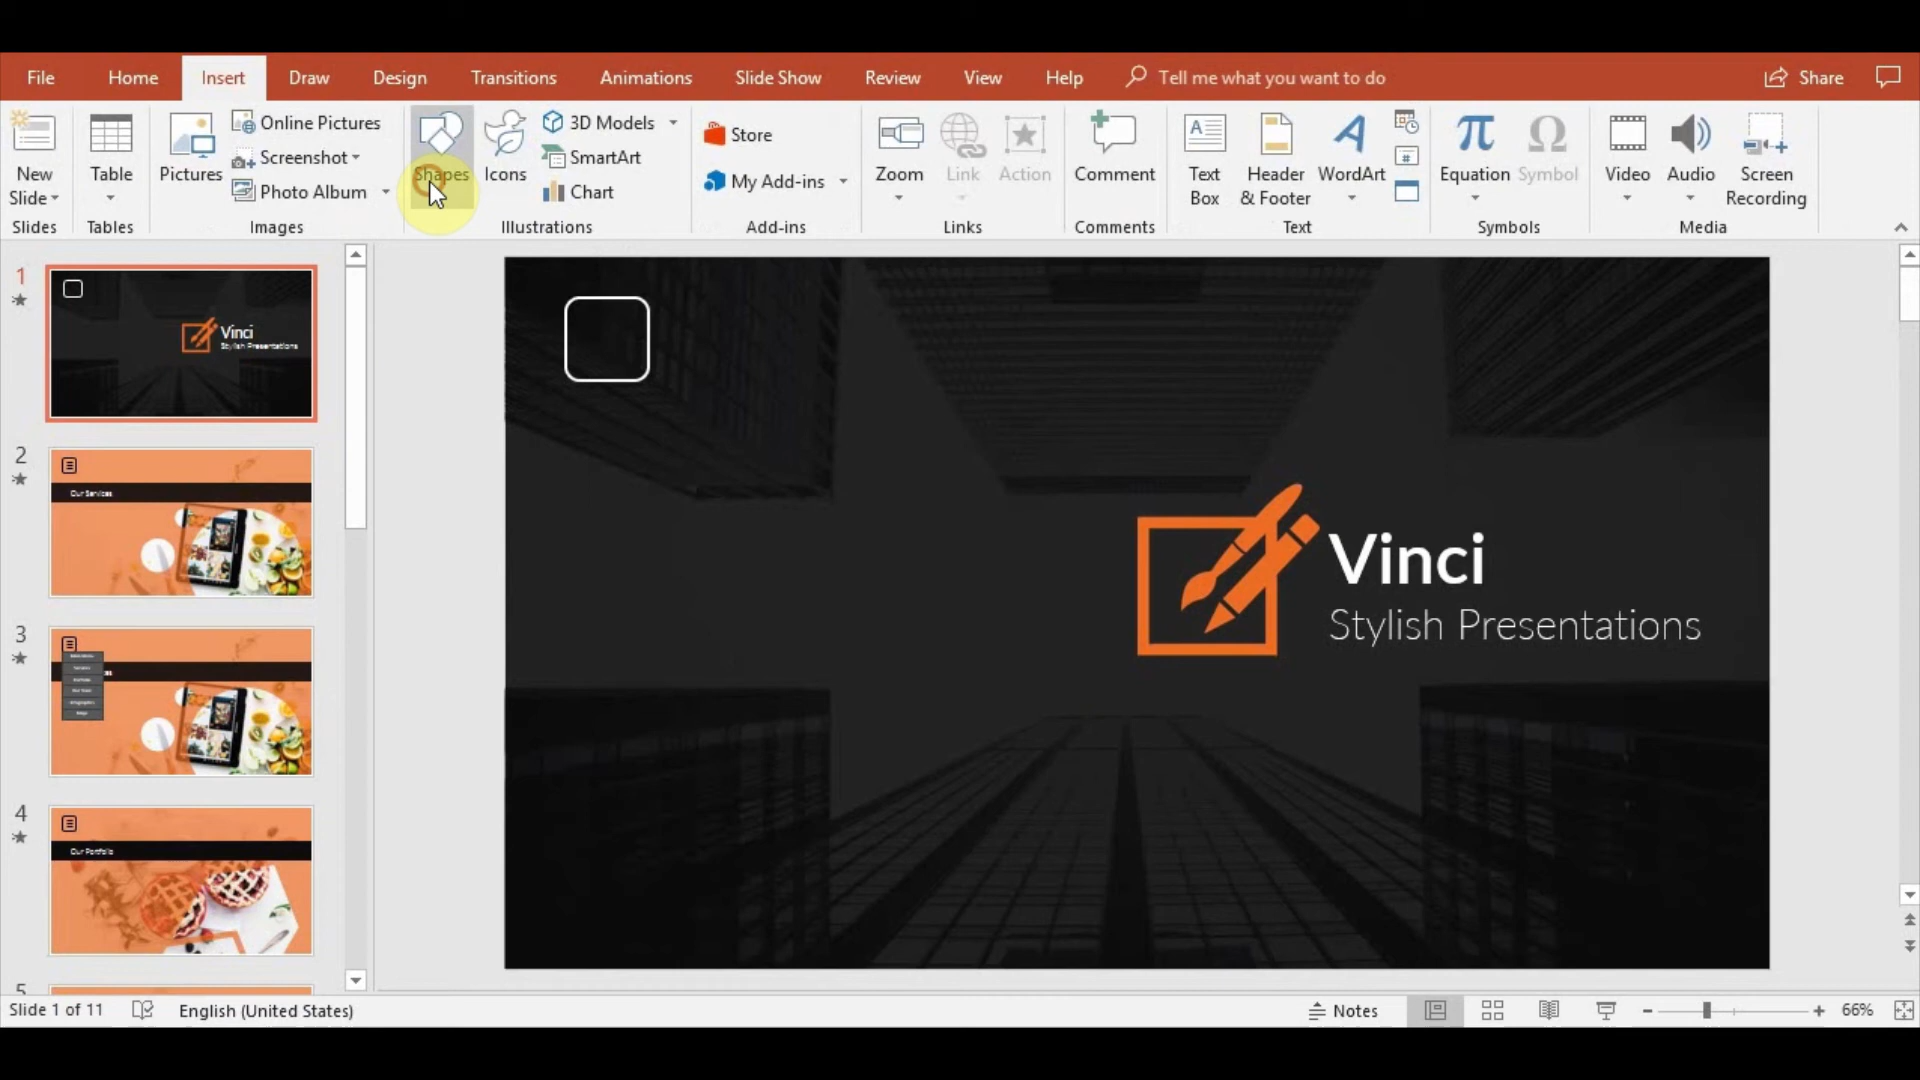 File Home Insert Draw Design Transitions Animations Slide Show Review View Help Tell me what you want to do Share
New Slide
Table
Pictures
Online Pictures
Screenshot
Photo Album
Shapes
Icons
3D Models
SmartArt
Chart
Store
My Add-ins
Zoom
Link
Action
Comment
Text Box
Header & Footer
WordArt
Equation
Symbol
Video
Audio
Screen Recording
Slides Tables Images Illustrations Add-ins Links Comments Text Symbols Media
1
Vinci
Stylish Presentations
2
Our Services
3
4
Our Portfolio
5
Vinci
Stylish Presentations
Slide 1 of 11 English (United States) Notes 66%